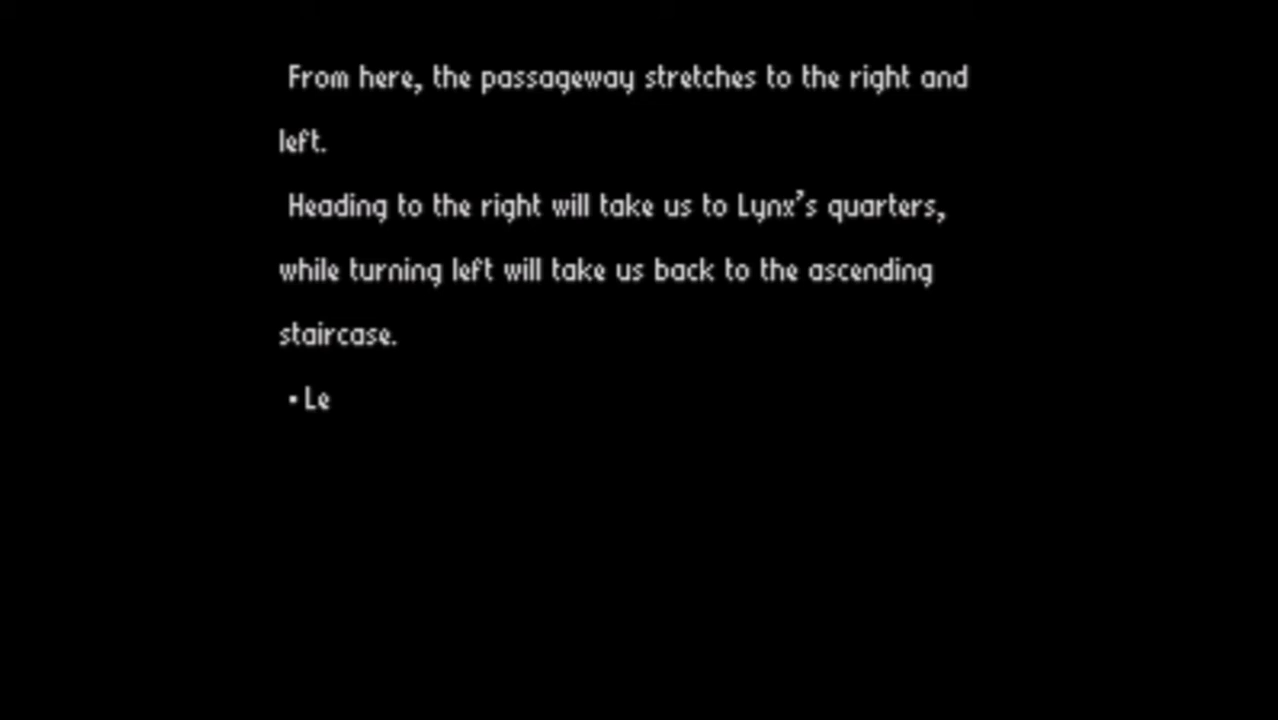 From here, the passageway stretches to the right and
left.
Heading to the right will take us to Lynx's quarters,
while turning left will take us back to the ascending
staircase.
• Le